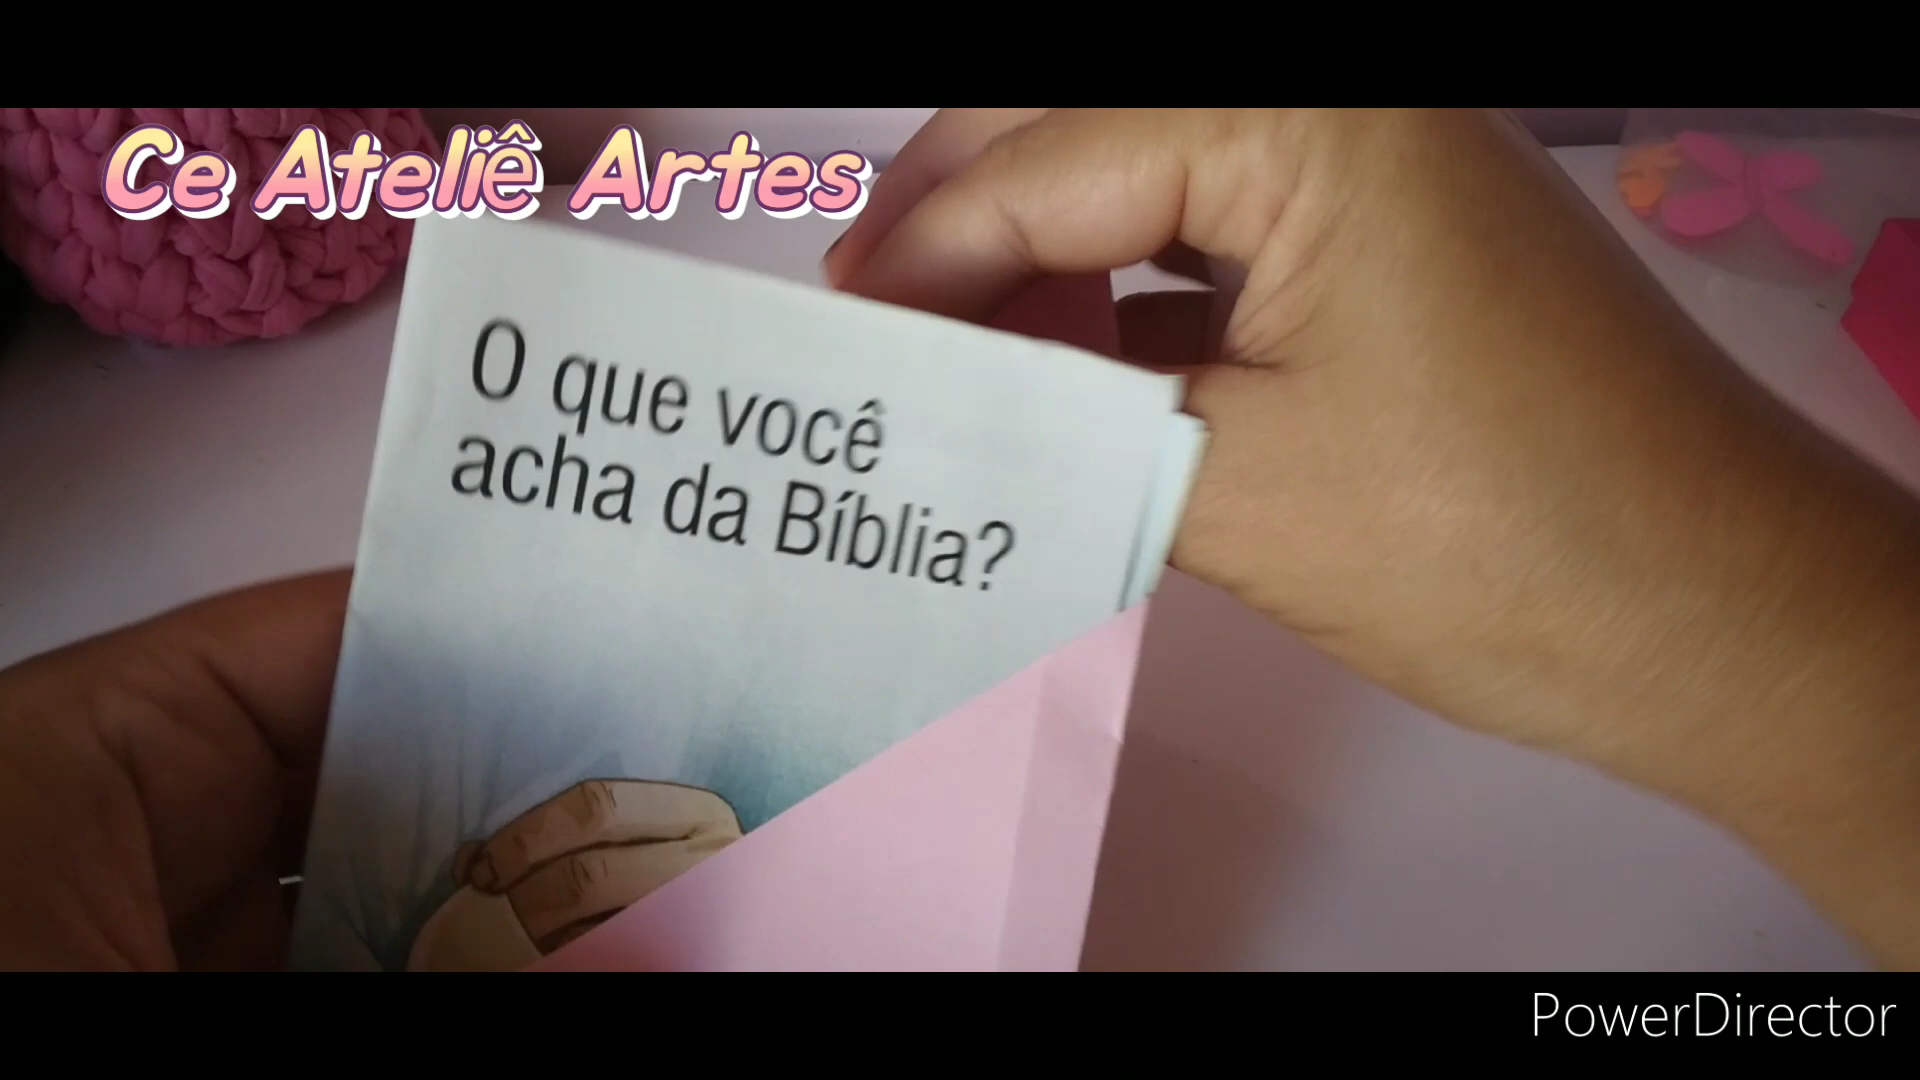 Ce Ateliê Artes
O que você
acha da Bíblia?
PowerDirector